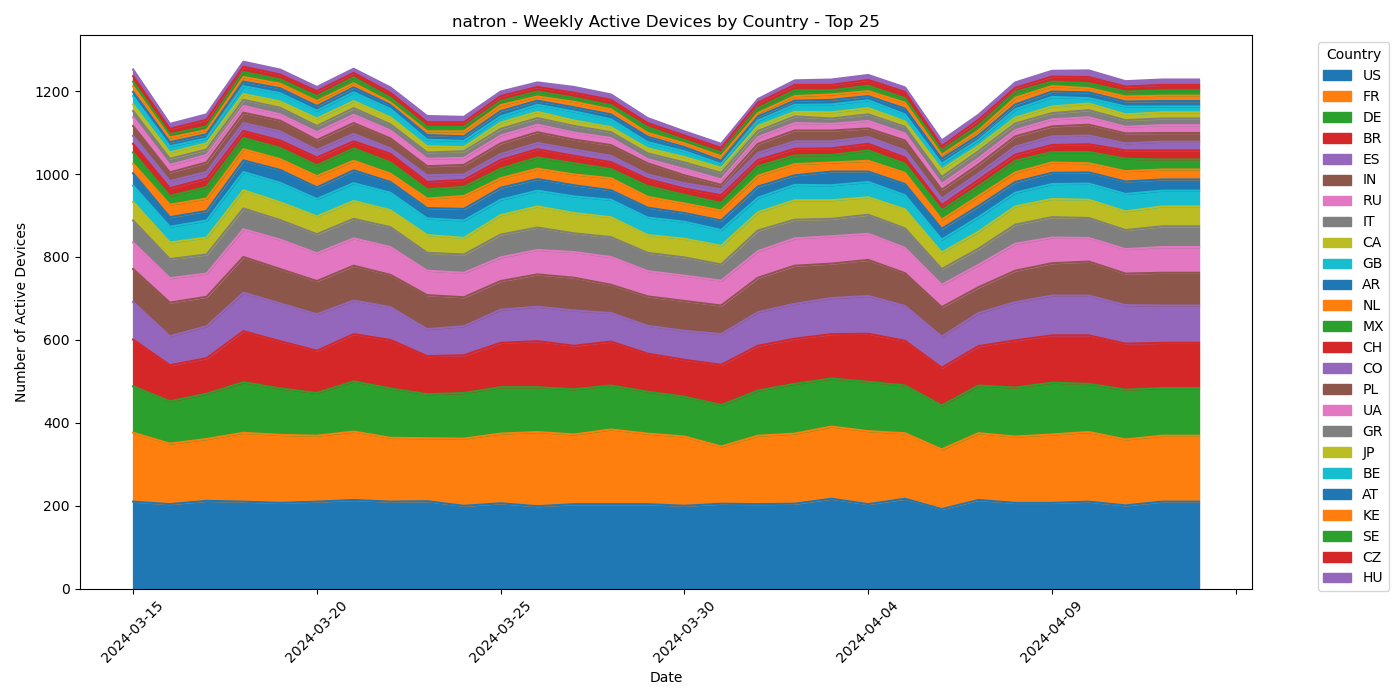 natron - Weekly Active Devices by Country - Top 25
Number of Active Devices
1200
1000
800
600
400
200
0
2024-03-15
2024-03-20
2024-03-25
2024-03-30
2024-04-04
2024-04-09
Date
Country
US
FR
DE
BR
ES
IN
RU
IT
CA
GB
AR
NL
MX
CH
CO
PL
UA
GR
JP
BE
AT
KE
SE
CZ
HU